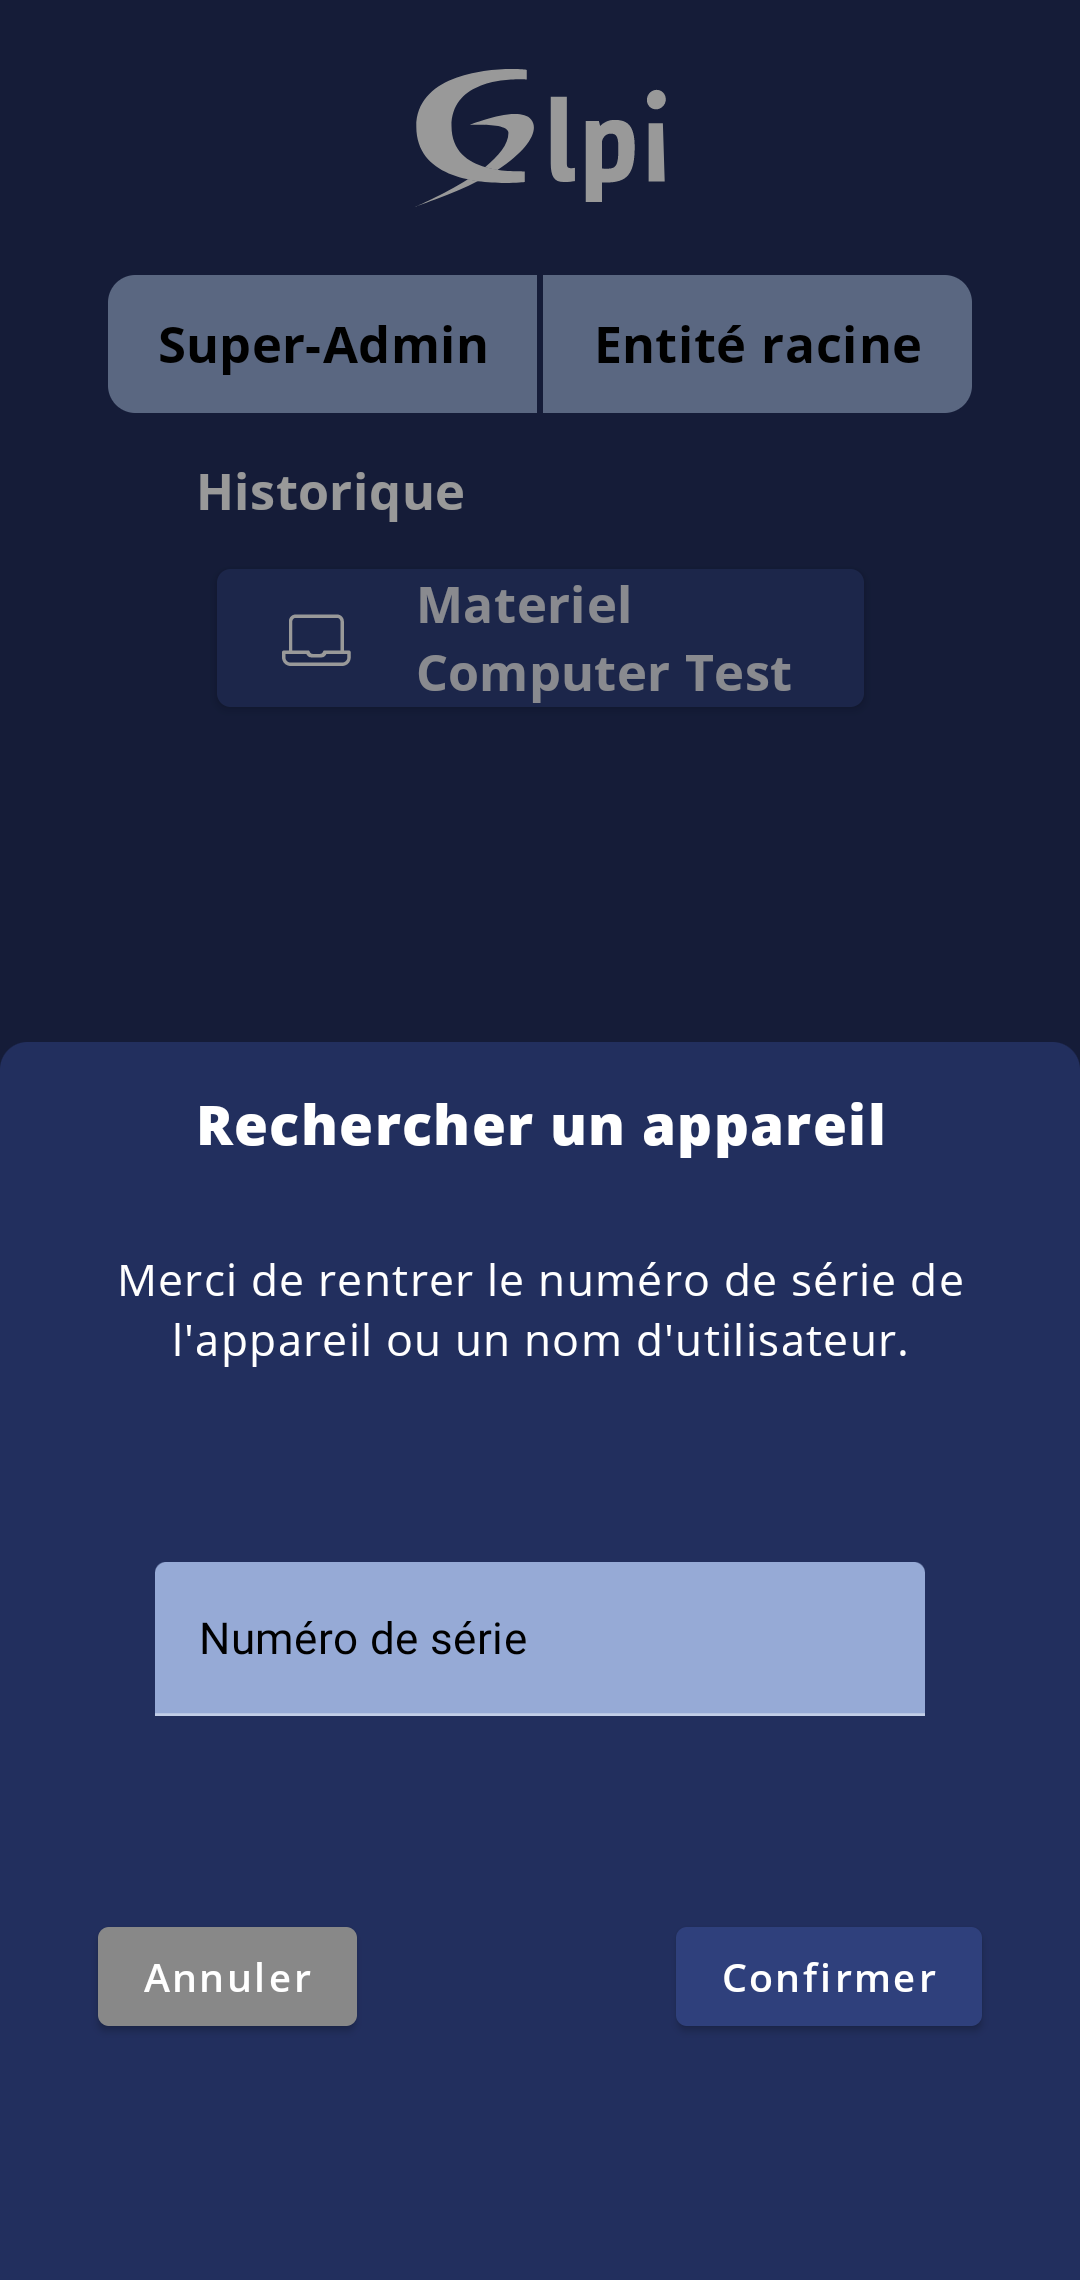 Glpi
Super-Admin
Entité racine
Historique
Materiel
Computer Test
Rechercher un appareil
Merci de rentrer le numéro de série de
l'appareil ou un nom d'utilisateur.
Numéro de série
Annuler
Confirmer